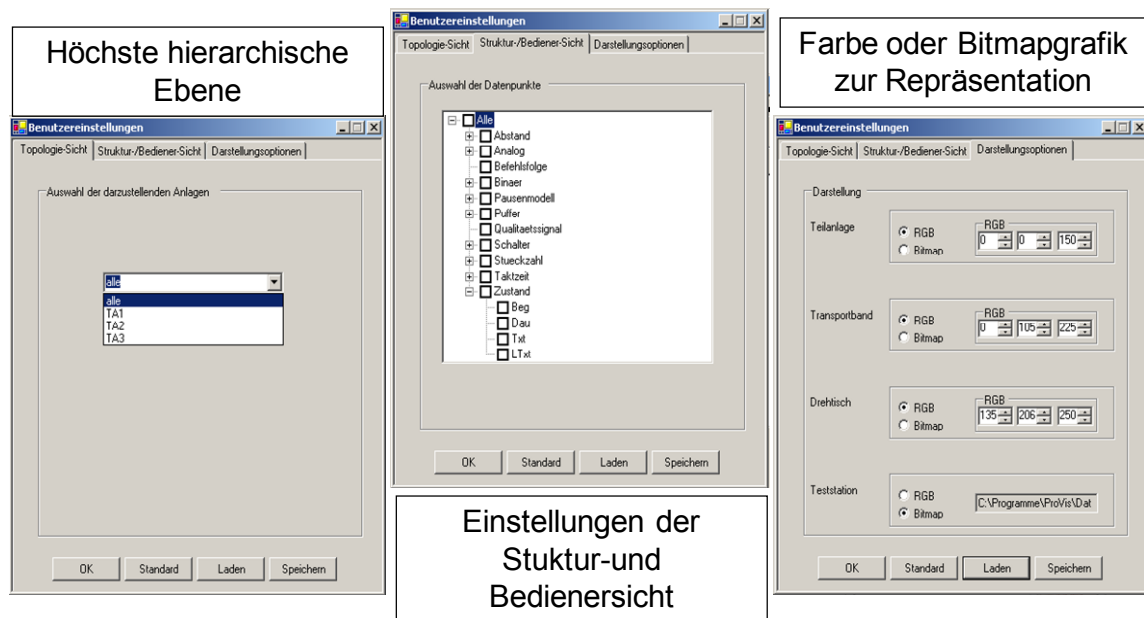 Höchste hierarchische
Ebene
Benutzereinstellungen
Topologie-Sicht Struktur-/Bediener-Sicht Darstellungsoptionen
Auswahl der darzustellenden Anlagen
alle
alle
TA1
TA2
TA3
OK Standard Laden Speichern
Benutzereinstellungen
Topologie-Sicht Struktur-/Bediener-Sicht Darstellungsoptionen
Auswahl der Datenpunkte
Alle
Abstand
Analog
Befehlsfolge
Binaer
Pausenmodell
Puffer
Qualitaetssignal
Schalter
Stueckzahl
Taktzeit
Zustand
Beg
Dau
Txt
LTxt
OK Standard Laden Speichern
Einstellungen der
Stuktur-und
Bedienersicht
Farbe oder Bitmapgrafik
zur Repräsentation
Benutzereinstellungen
Topologie-Sicht Struktur-/Bediener-Sicht Darstellungsoptionen
Darstellung
Teilanlage RGB RGB
Bitmap 0 0 150
Transportband RGB RGB
Bitmap 0 105 225
Drehtisch RGB RGB
Bitmap 135 206 250
Teststation RGB
Bitmap C:\Programme\ProVis\Dat
OK Standard Laden Speichern